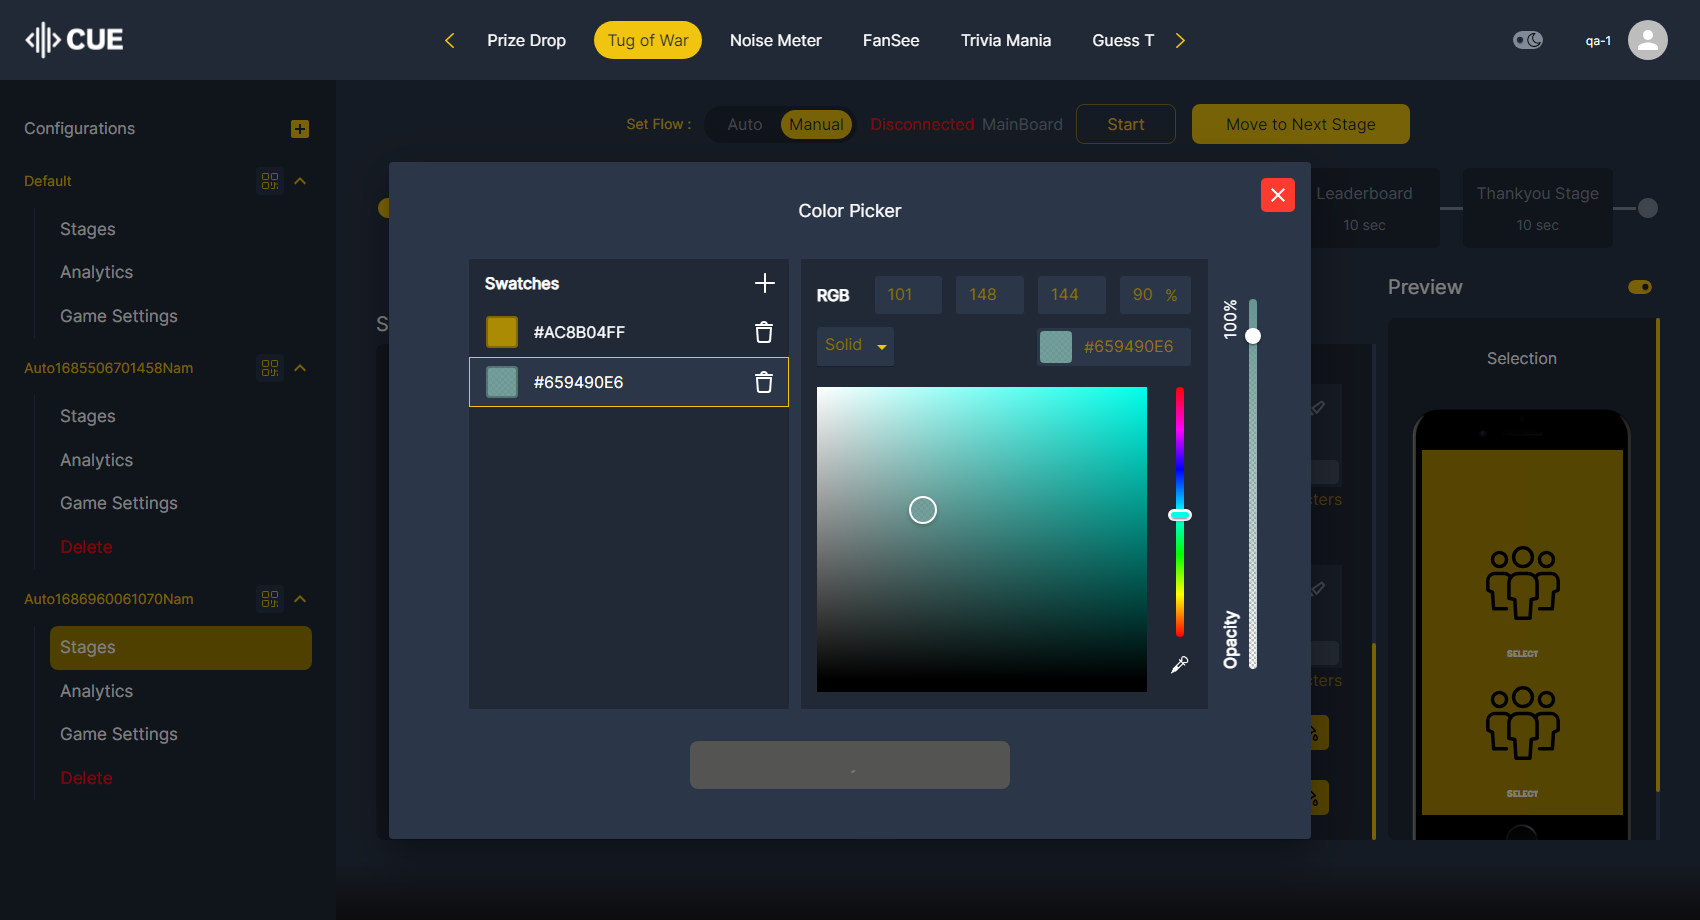 CUE
Prize Drop
Tug of War
Noise Meter
FanSee
Trivia Mania
Guess T
qa-1
Configurations
Default
Stages
Analytics
Game Settings
Auto1685506701458Nam
Stages
Analytics
Game Settings
Delete
Auto1686960061070Nam
Stages
Analytics
Game Settings
Delete
Set Flow :
Auto
Manual
Disconnected MainBoard
Start
Move to Next Stage
Leaderboard
10 sec
Thankyou Stage
10 sec
S
Color Picker
Swatches
#AC8B04FF
#659490E6
RGB
101
148
144
90 %
Solid
#659490E6
100%
Opacity
cters
cters
Preview
Selection
SELECT
SELECT